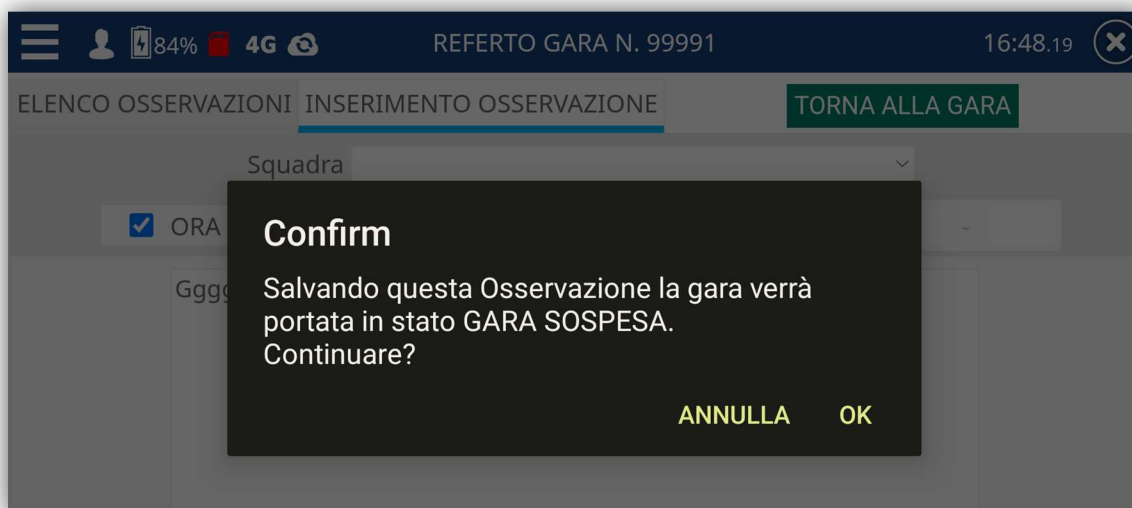 84% 4G REFERTO GARA N. 99991 16:48.19
ELENCO OSSERVAZIONI INSERIMENTO OSSERVAZIONE TORNA ALLA GARA
Squadra
ORA -
Confirm
Gggg
Salvando questa Osservazione la gara verrà
portata in stato GARA SOSPESA.
Continuare?
ANNULLA OK